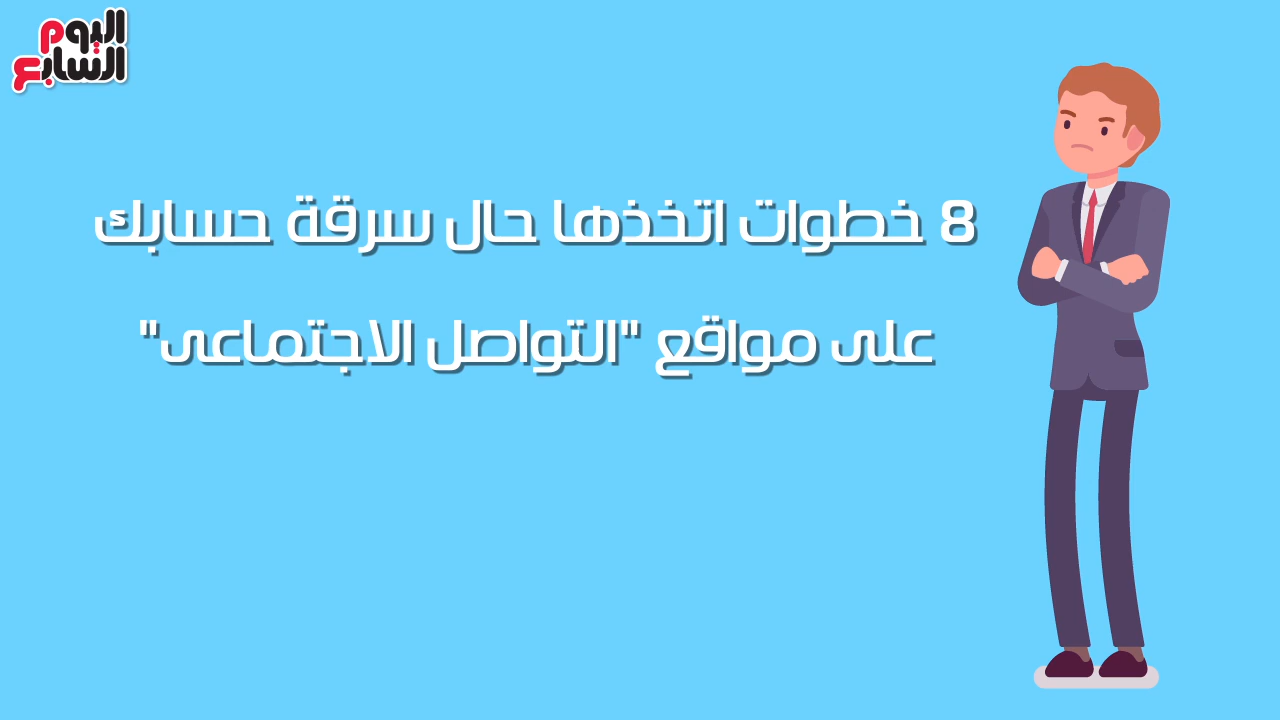 اليوم
السابع
8 خطوات اتخذها حال سرقة حسابك
على مواقع "التواصل الاجتماعى"